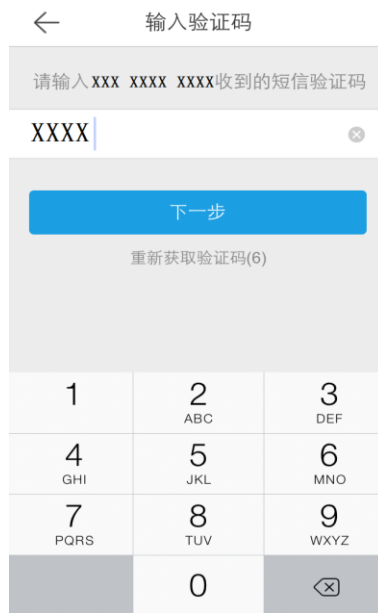 输入验证码
请输入xxx xxxx xxxx收到的短信验证码
XXXX
下一步
重新获取验证码(6)
1 2 3
ABC DEF
4 5 6
GHI JKL MNO
7 8 9
PQRS TUV WXYZ
0